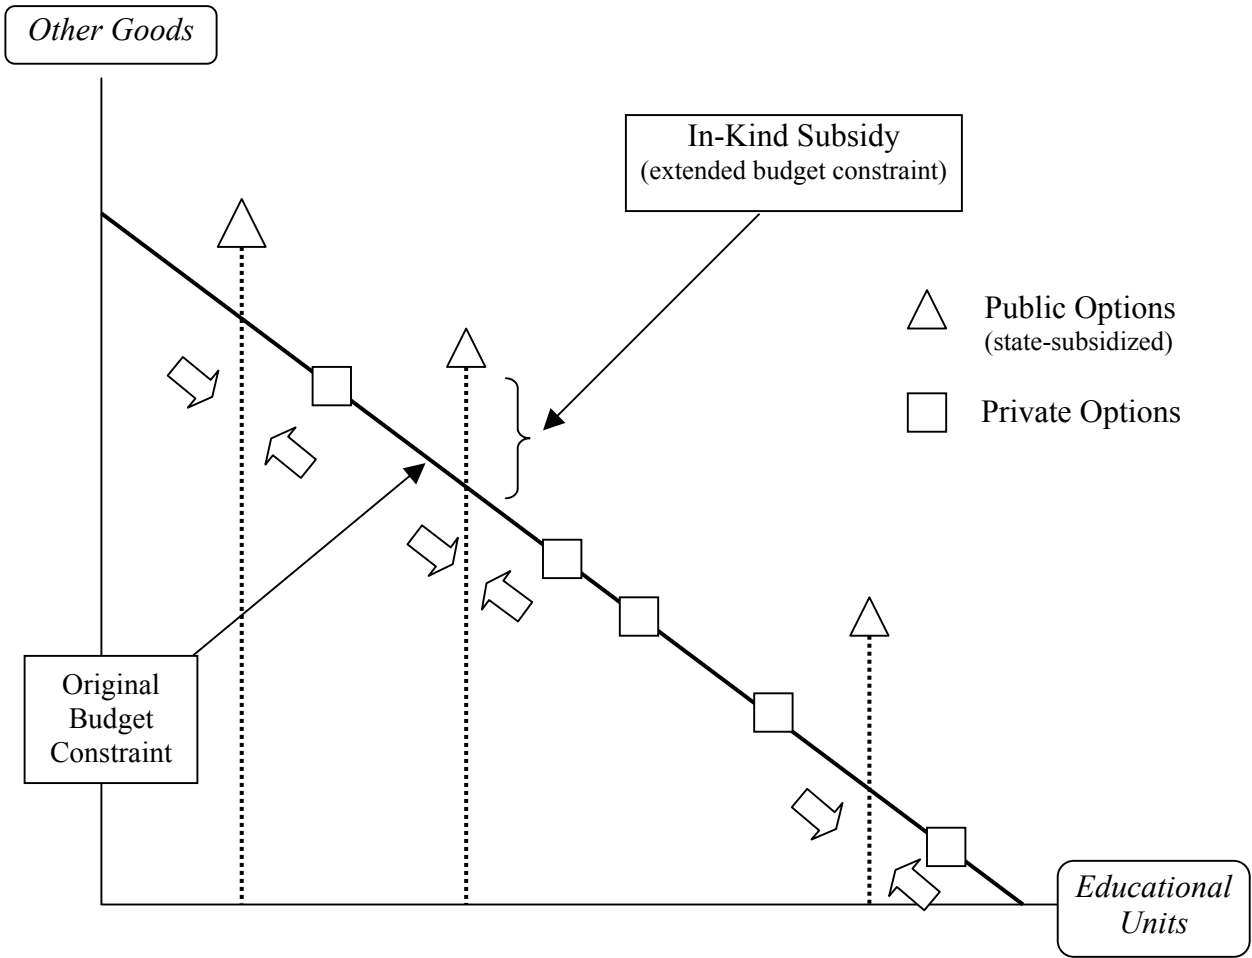 Other Goods
In-Kind Subsidy
(extended budget constraint)
Public Options
(state-subsidized)
Private Options
Original
Budget
Constraint
Educational
Units